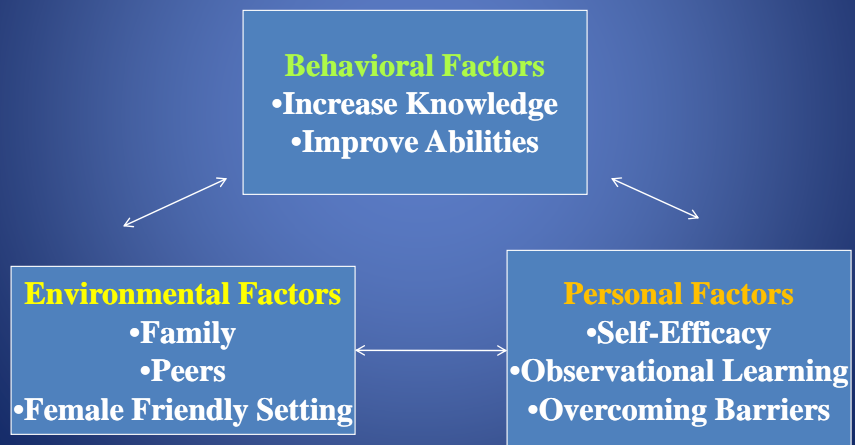 Behavioral Factors
•Increase Knowledge
•Improve Abilities
Environmental Factors
•Family
•Peers
•Female Friendly Setting
Personal Factors
•Self-Efficacy
•Observational Learning
•Overcoming Barriers